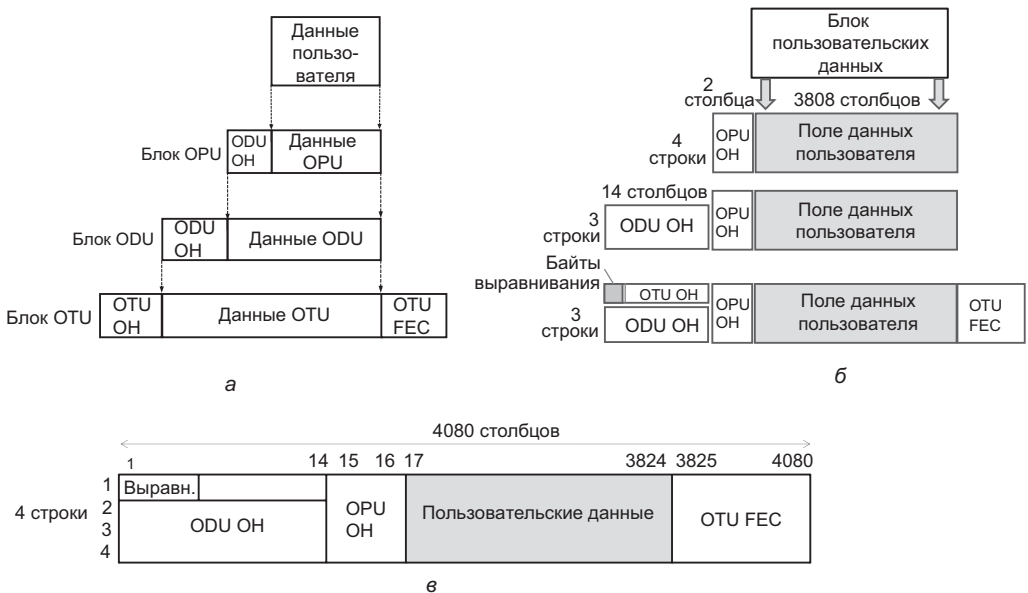 Данные
пользо-
вателя
Блок OPU
ODU
OH
Данные
OPU
Блок ODU
ODU
OH
Данные ODU
Блок OTU
OTU
OH
Данные OTU
OTU
FEC
а
Блок
пользовательских
данных
2
столбца
3808 столбцов
4
строки
OPU
OH
Поле данных
пользователя
14 столбцов
3
строки
ODU OH
OPU
OH
Поле данных
пользователя
Байты
выравнивания
OTU OH
3
строки
ODU OH
OPU
OH
Поле данных
пользователя
OTU
FEC
б
4080 столбцов
1
14
15
16
17
3824
3825
4080
4 строки
1
2
3
4
Выравн.
ODU OH
OPU
OH
Пользовательские данные
OTU FEC
в